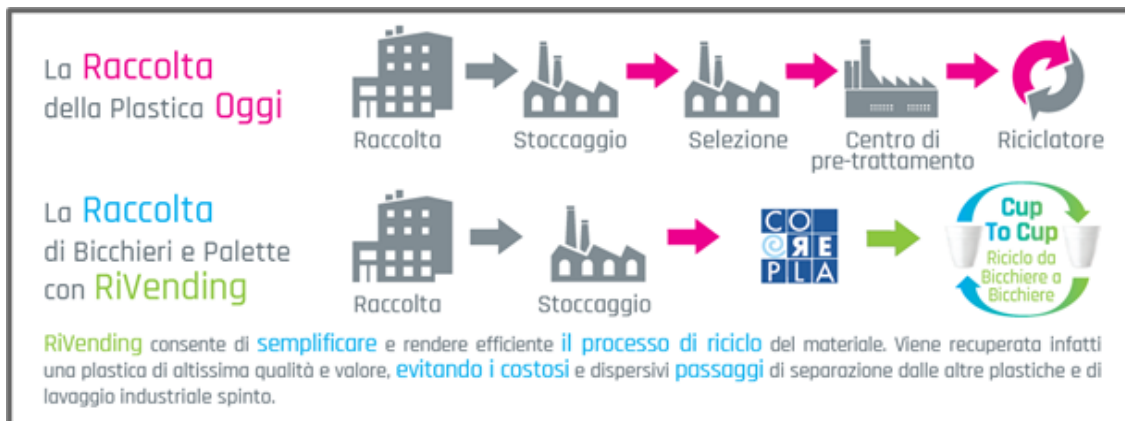 La Raccolta
della Plastica Oggi
Raccolta
Stoccaggio
Selezione
Centro di
pre-trattamento
Riciclatore
La Raccolta
di Bicchieri e Palette
con RiVending
Raccolta
Stoccaggio
CO
RE
PLA
Cup
To Cup
Riciclo da
Bicchiere a
Bicchiere
RiVending consente di semplificare e rendere efficiente il processo di riciclo del materiale. Viene recuperata infatti
una plastica di altissima qualità e valore, evitando i costosi e dispersivi passaggi di separazione dalle altre plastiche e di
lavaggio industriale spinto.